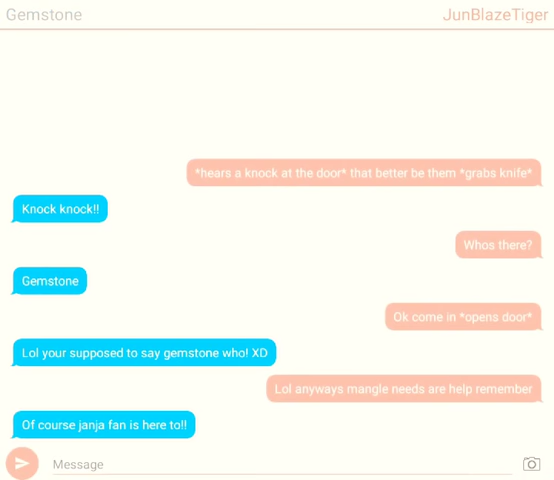 Gemstone
JunBlazeTiger
*hears a knock at the door* that better be them *grabs knife*
Knock knock!!
Whos there?
Gemstone
Ok come in *opens door*
Lol your supposed to say gemstone who! XD
Lol anyways mangle needs are help remember
Of course janja fan is here to!!
Message